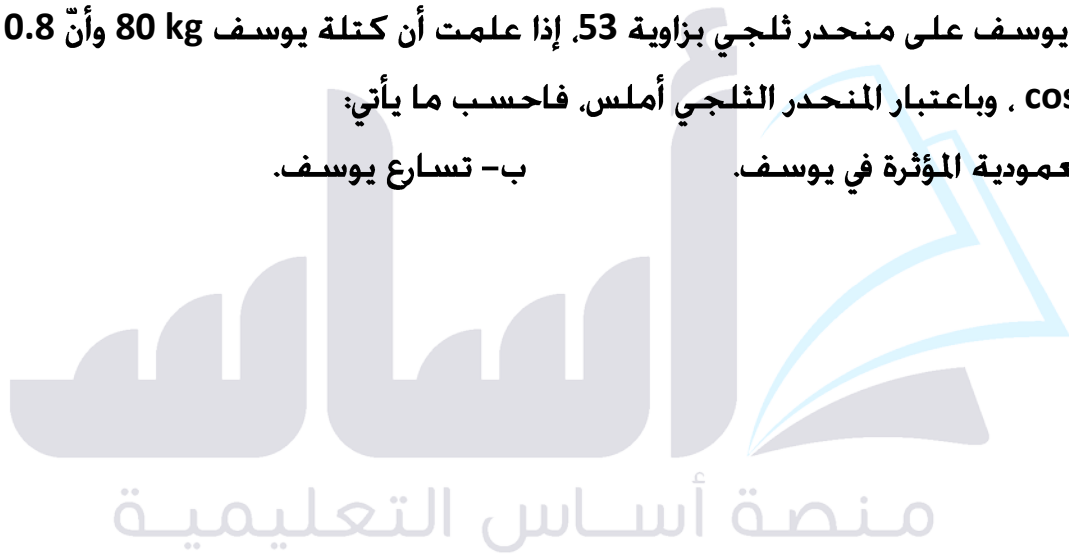 يوسف على منحدر ثلجي بزاوية 53، إذا علمت أن كتلة يوسف 80 kg وأنّ 0.8
cos ، وباعتبار المنحدر الثلجي أملس، فاحسب ما يأتي:
عمودية المؤثرة في يوسف. ب– تسارع يوسف.
أساس
منصة أساس التعليمية